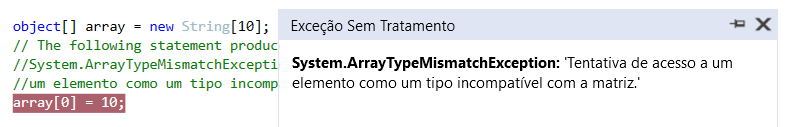 object[] array = new String[10];
// The following statement produc
//System.ArrayTypeMismatchExceptio
//um elemento como um tipo incomp
array[0] = 10;
Exceção Sem Tratamento
System.ArrayTypeMismatchException: 'Tentativa de acesso a um
elemento como um tipo incompatível com a matriz.'